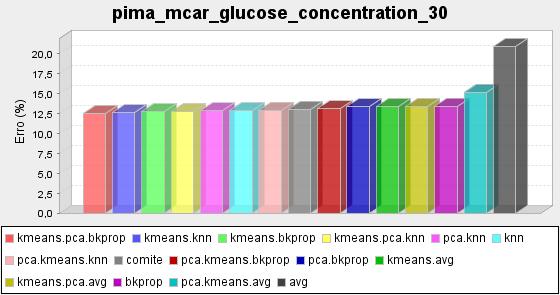 pima_mcar_glucose_concentration_30
Erro (%)
20,0
17,5
15,0
12,5
10,0
7,5
5,0
2,5
0,0
kmeans.pca.bkprop kmeans.knn kmeans.bkprop kmeans.pca.knn pca.knn knn
pca.kmeans.knn comite pca.kmeans.bkprop pca.bkprop kmeans.avg
kmeans.pca.avg bkprop pca.kmeans.avg avg